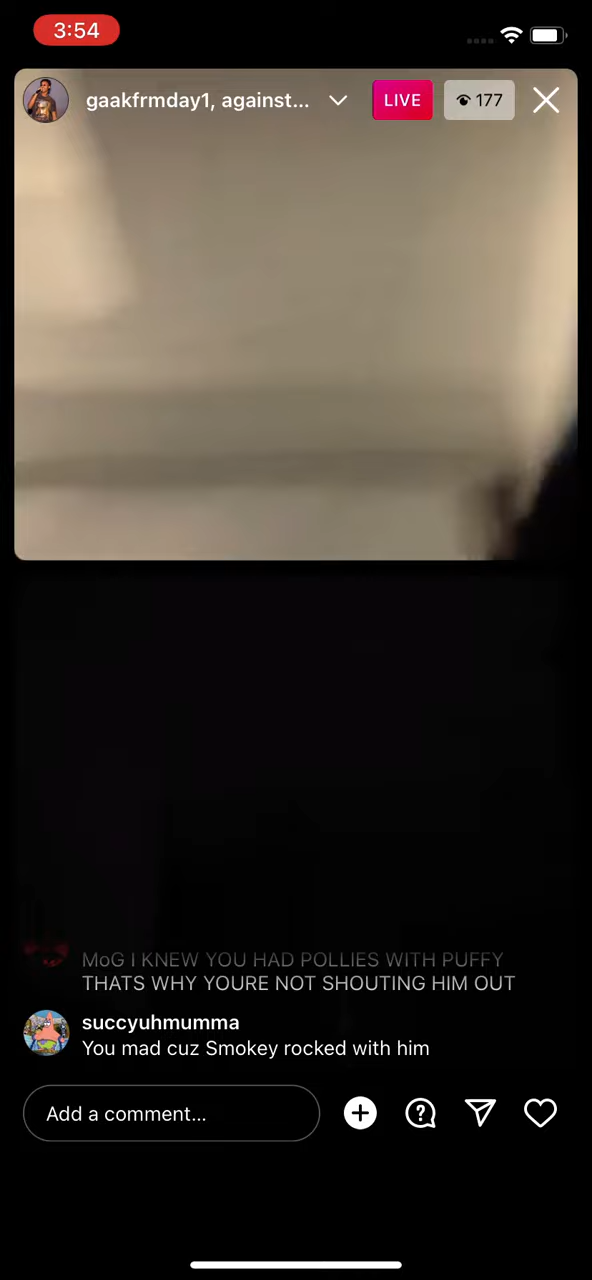 3:54
gaakfrmday1, against...
LIVE
177
MoG I KNEW YOU HAD POLLIES WITH PUFFY
THATS WHY YOURE NOT SHOUTING HIM OUT
succyuhmumma
You mad cuz Smokey rocked with him
Add a comment...